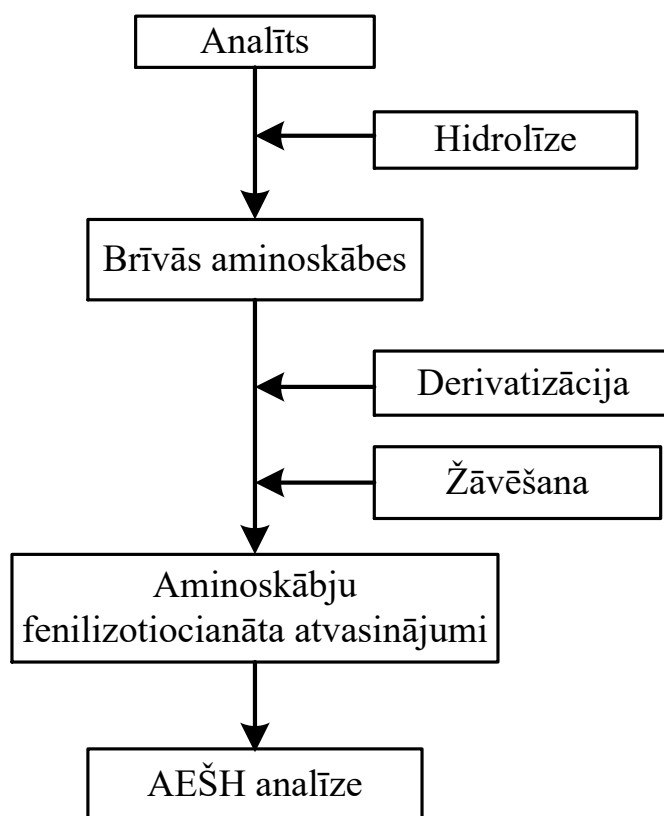 Analīts
Hidrolīze
Brīvās aminoskābes
Derivatizācija
Žāvēšana
Aminoskābju
fenilizotiocianāta atvasinājumi
AEŠH analīze